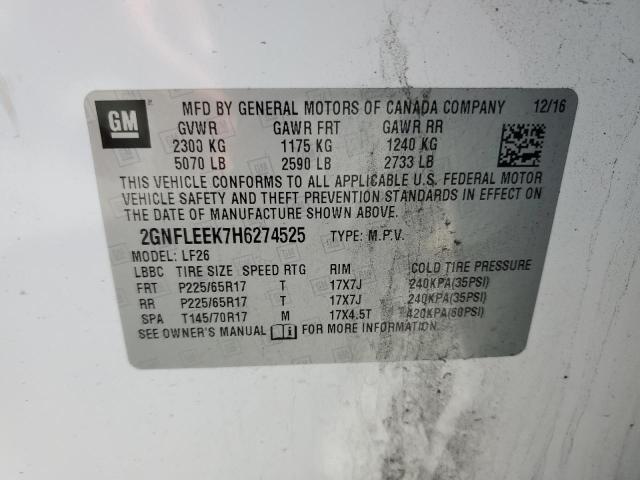 GM MFD BY GENERAL MOTORS OF CANADA COMPANY 12/16
GVWR GAWR FRT GAWR RR
2300 KG 1175 KG 1240 KG
5070 LB 2590 LB 2733 LB
THIS VEHICLE CONFORMS TO ALL APPLICABLE U.S. FEDERAL MOTOR
VEHICLE SAFETY AND THEFT PREVENTION STANDARDS IN EFFECT ON
THE DATE OF MANUFACTURE SHOWN ABOVE.
2GNFLEEK7H6274525 TYPE: M.P.V.
MODEL: LF26
LBBC TIRE SIZE SPEED RTG RIM COLD TIRE PRESSURE
FRT P225/65R17 T 17X7J 240KPA(35PSI)
RR P225/65R17 T 17X7J 240KPA(35PSI)
SPA T145/70R17 M 17X4.5T 420KPA(60PSI)
SEE OWNER'S MANUAL FOR MORE INFORMATION